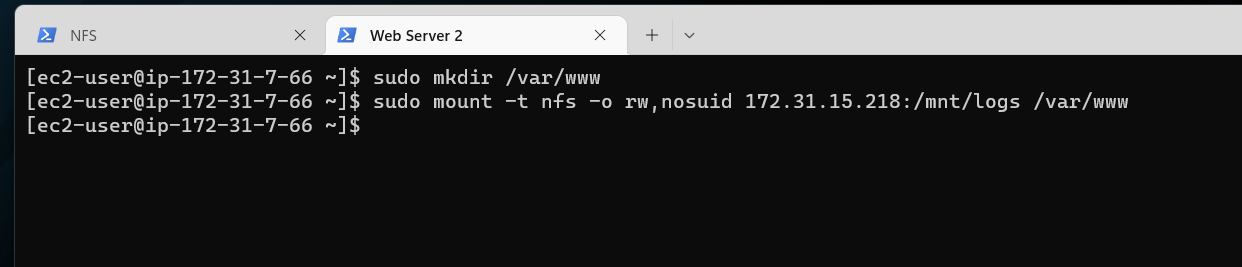 NFS
Web Server 2
[ec2-user@ip-172-31-7-66 ~]$ sudo mkdir /var/www
[ec2-user@ip-172-31-7-66 ~]$ sudo mount -t nfs -o rw,nosuid 172.31.15.218:/mnt/logs /var/www
[ec2-user@ip-172-31-7-66 ~]$